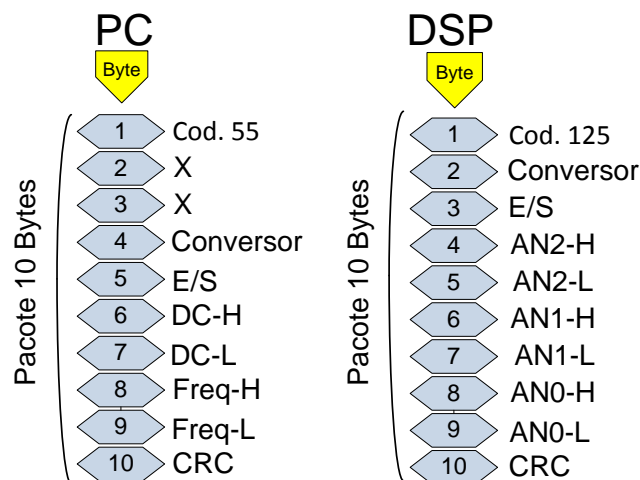 PC
Byte
Pacote 10 Bytes
1 Cod. 55
2 X
3 X
4 Conversor
5 E/S
6 DC-H
7 DC-L
8 Freq-H
9 Freq-L
10 CRC
DSP
Byte
Pacote 10 Bytes
1 Cod. 125
2 Conversor
3 E/S
4 AN2-H
5 AN2-L
6 AN1-H
7 AN1-L
8 AN0-H
9 AN0-L
10 CRC